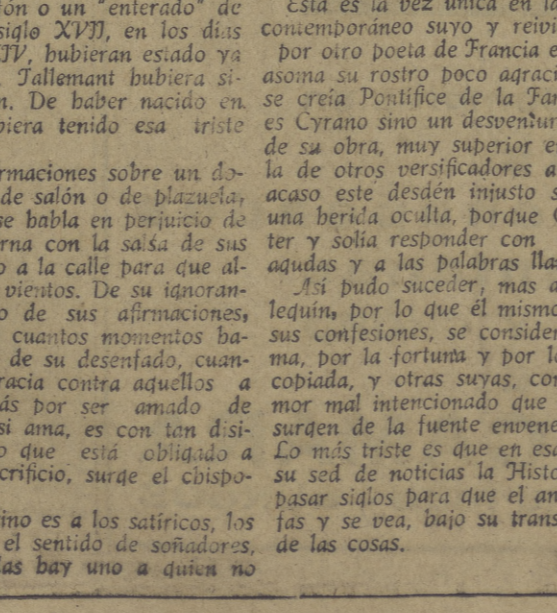 ón o un "enterado" de
siglo XVII, en los días
XIV, hubieran estado ya
. Tallemant hubiera si-
n. De haber nacido en
biera tenido esa triste
rmaciones sobre un do-
de salón o de plazuela,
se habla en perjuicio de
rna con la salsa de sus
o a la calle para que al-
vientos. De su ignoran-
o de sus afirmaciones,
cuantos momentos ba-
de su desenfado, cuan-
racia contra aquellos a
ás por ser amado de
si ama, es con tan disi-
o que está obligado a
crificio, surge el chispo-
ino es a los satíricos, los
el sentido de soñadores,
las hay uno a quien no
Esta es la vez única en la
contemporáneo suyo y reivi
por otro poeta de Francia e
asoma su rostro poco agraci
se creía Pontífice de la Fam
es Cyrano sino un desventur
de su obra, muy superior e
la de otros versificadores a
acaso este desdén injusto s
una herida oculta, porque
ter y solía responder con
agudas y a las palabras lla
Así pudo suceder, mas a
lequín, por lo que él mismo
sus confesiones, se consider
ma, por la fortuna y por l
copiada, y otras suyas, con
mor mal intencionado que
surgen de la fuente envene
Lo más triste es que en esa
su sed de noticias la Histo
pasar siglos para que el an
fas y se vea, bajo su trans
de las cosas.